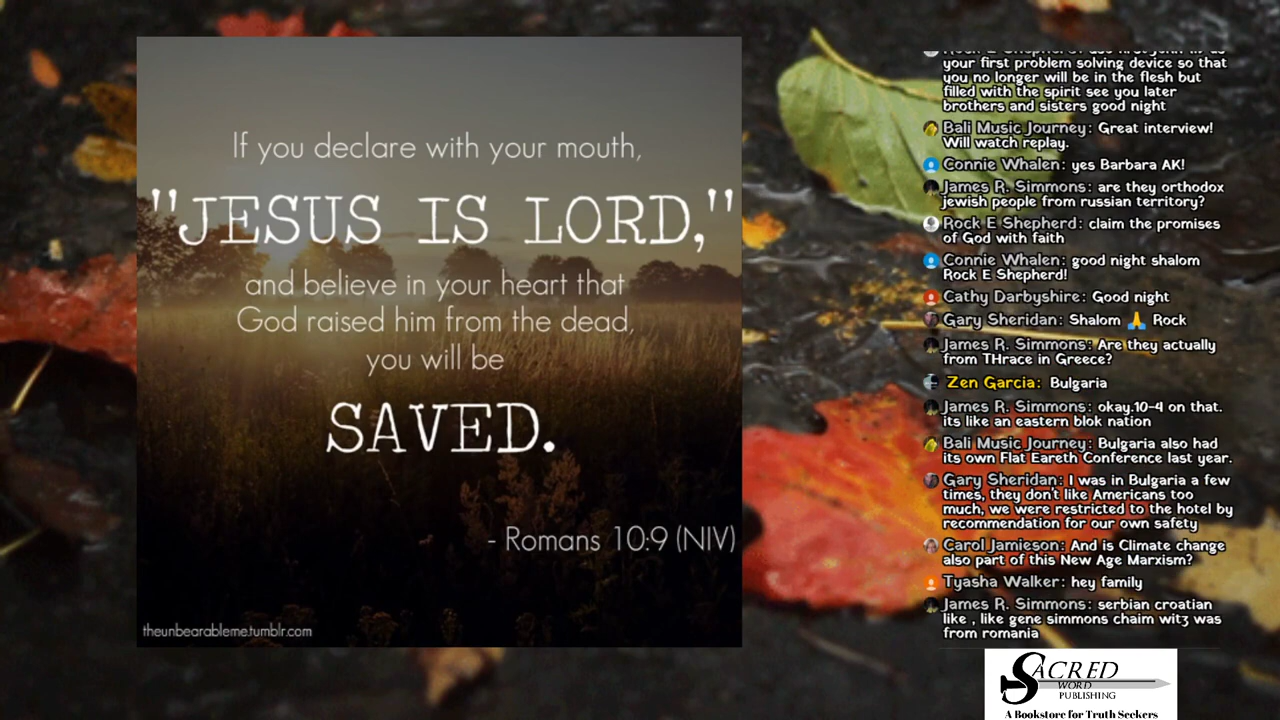 If you declare with your mouth,
"JESUS IS LORD,"
and believe in your heart that
God raised him from the dead,
you will be
SAVED.
- Romans 10:9 (NIV)
theunbearableme.tumblr.com
your first problem solving device so that
you no longer will be in the flesh but
filled with the spirit see you later
brothers and sisters good night
Bali Music Journey: Great interview!
Will watch replay.
Connie Whalen: yes Barbara AK!
James R. Simmons: are they orthodox
jewish people from russian territory?
Rock E Shepherd: claim the promises
of God with faith
Connie Whalen: good night shalom
Rock E Shepherd!
Cathy Darbyshire: Good night
Gary Sheridan: Shalom 🙏 Rock
James R. Simmons: Are they actually
from THrace in Greece?
Zen Garcia: Bulgaria
James R. Simmons: okay.10-4 on that.
its like an eastern blok nation
Bali Music Journey: Bulgaria also had
its own Flat Eareth Conference last year.
Gary Sheridan: I was in Bulgaria a few
times, they don't like Americans too
much, we were restricted to the hotel by
recommendation for our own safety
Carol Jamieson: And is Climate change
also part of this New Age Marxism?
Tyasha Walker: hey family
James R. Simmons: serbian croatian
like , like gene simmons chaim witz was
from romania
SACRED
WORD
PUBLISHING
A Bookstore for Truth Seekers